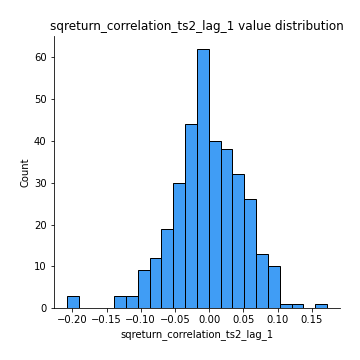 sqreturn_correlation_ts2_lag_1 value distribution
60
50
40
30
20
10
0
Count
−0.20 −0.15 −0.10 −0.05 0.00 0.05 0.10 0.15
sqreturn_correlation_ts2_lag_1